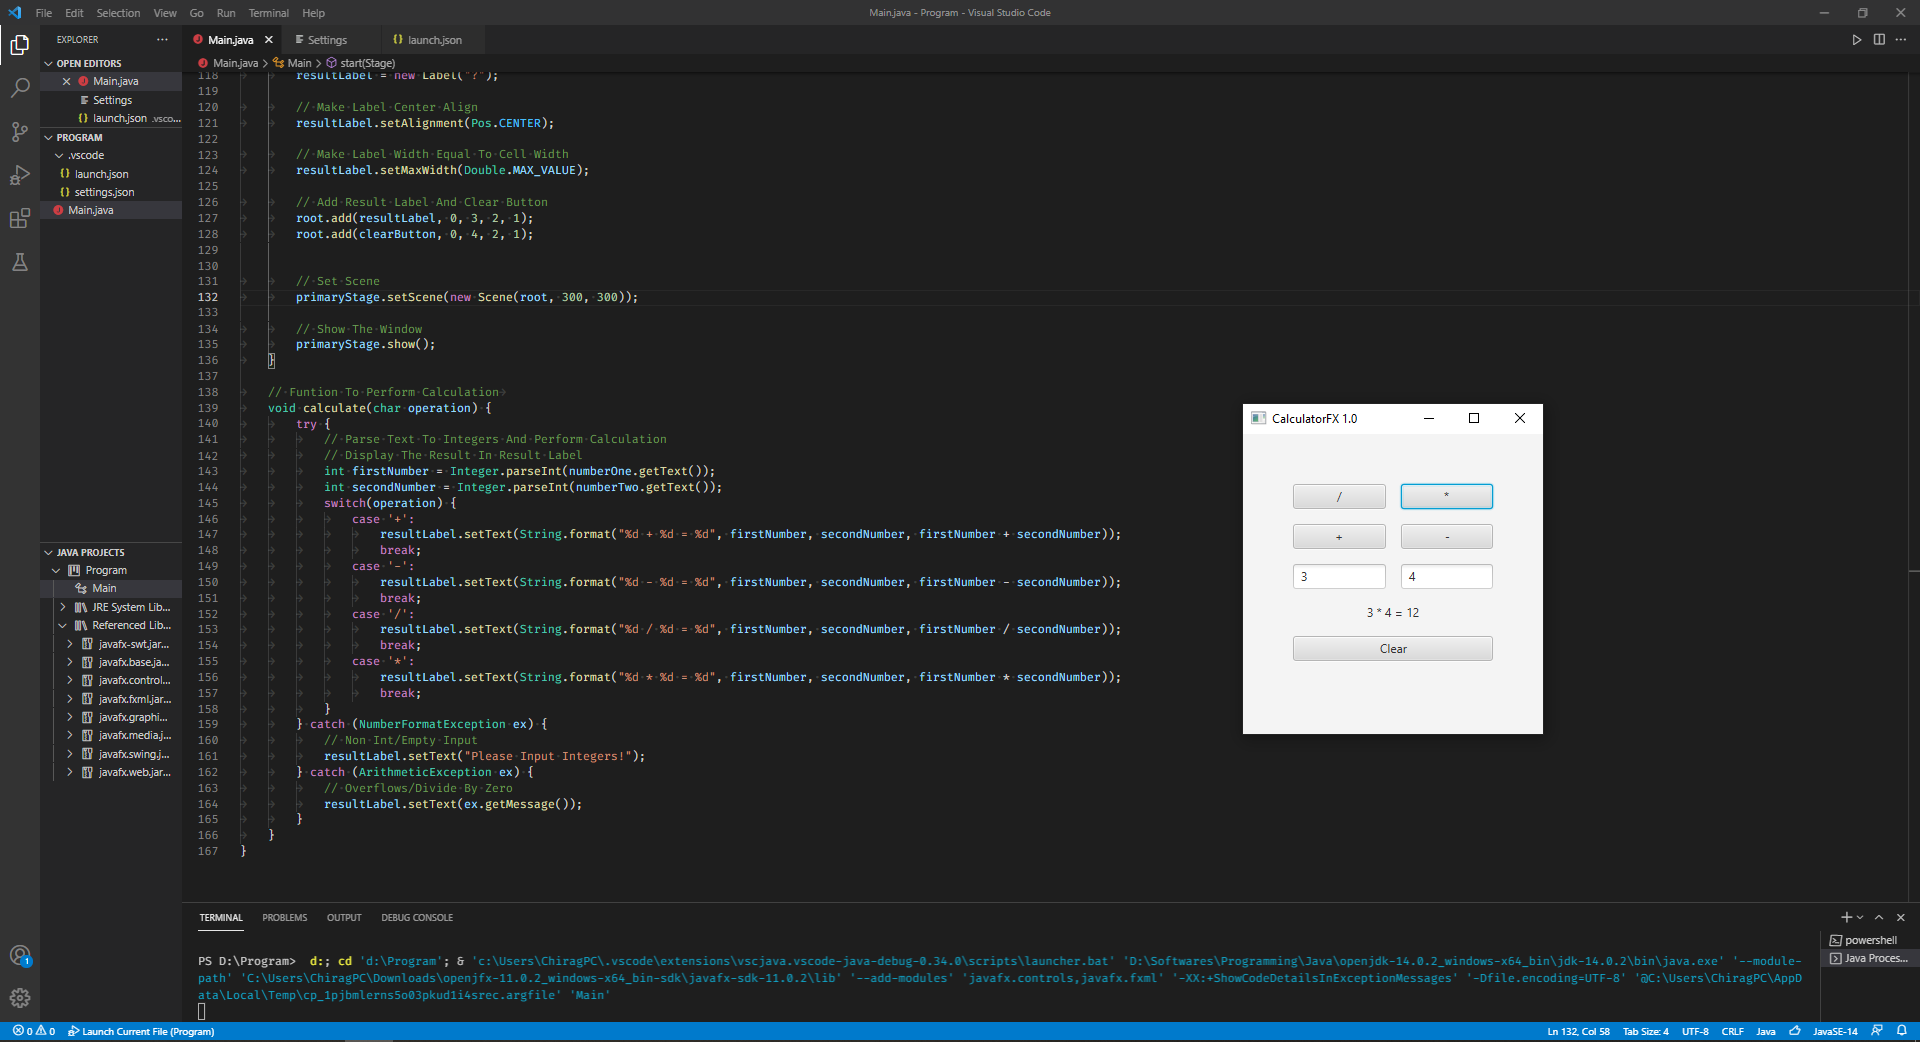 File Edit Selection View Go Run Terminal Help
Main.java - Program - Visual Studio Code
EXPLORER
OPEN EDITORS
Main.java
Settings
launch.json .vsco...
PROGRAM
.vscode
launch.json
settings.json
Main.java
JAVA PROJECTS
Program
Main
JRE System Lib...
Referenced Lib...
javafx-swt.jar...
javafx.base.ja...
javafx.control...
javafx.fxml.jar...
javafx.graphi...
javafx.media.j...
javafx.swing.j...
javafx.web.jar...
Main.java Settings launch.json
Main.java > Main > start(Stage)
118 resultLabel = new Label("?");
119
120 // Make Label Center Align
121 resultLabel.setAlignment(Pos.CENTER);
122
123 // Make Label Width Equal To Cell Width
124 resultLabel.setMaxWidth(Double.MAX_VALUE);
125
126 // Add Result Label And Clear Button
127 root.add(resultLabel, 0, 3, 2, 1);
128 root.add(clearButton, 0, 4, 2, 1);
129
130
131 // Set Scene
132 primaryStage.setScene(new Scene(root, 300, 300));
133
134 // Show The Window
135 primaryStage.show();
136 }
137
138 // Funtion To Perform Calculation
139 void calculate(char operation) {
140 try {
141 // Parse Text To Integers And Perform Calculation
142 // Display The Result In Result Label
143 int firstNumber = Integer.parseInt(numberOne.getText());
144 int secondNumber = Integer.parseInt(numberTwo.getText());
145 switch(operation) {
146 case '+':
147 resultLabel.setText(String.format("%d + %d = %d", firstNumber, secondNumber, firstNumber + secondNumber));
148 break;
149 case '-':
150 resultLabel.setText(String.format("%d - %d = %d", firstNumber, secondNumber, firstNumber - secondNumber));
151 break;
152 case '/':
153 resultLabel.setText(String.format("%d / %d = %d", firstNumber, secondNumber, firstNumber / secondNumber));
154 break;
155 case '*':
156 resultLabel.setText(String.format("%d * %d = %d", firstNumber, secondNumber, firstNumber * secondNumber));
157 break;
158 }
159 } catch (NumberFormatException ex) {
160 // Non Int/Empty Input
161 resultLabel.setText("Please Input Integers!");
162 } catch (ArithmeticException ex) {
163 // Overflows/Divide By Zero
164 resultLabel.setText(ex.getMessage());
165 }
166 }
167 }
CalculatorFX 1.0
/ *
+ -
3 4
3 * 4 = 12
Clear
TERMINAL PROBLEMS OUTPUT DEBUG CONSOLE
PS D:\Program> d:; cd 'd:\Program'; & 'c:\Users\ChiragPC\.vscode\extensions\vscjava.vscode-java-debug-0.34.0\scripts\launcher.bat' 'D:\Softwares\Programming\Java\openjdk-14.0.2_windows-x64_bin\jdk-14.0.2\bin\java.exe' '--module-
path' 'C:\Users\ChiragPC\Downloads\openjfx-11.0.2_windows-x64_bin-sdk\javafx-sdk-11.0.2\lib' '--add-modules' 'javafx.controls,javafx.fxml' '-XX:+ShowCodeDetailsInExceptionMessages' '-Dfile.encoding=UTF-8' '@C:\Users\ChiragPC\AppD
ata\Local\Temp\cp_1pjbmlerns5o03pkud1i4srec.argfile' 'Main'
powershell
Java Proces...
1
0 0 Launch Current File (Program)
Ln 132, Col 58 Tab Size: 4 UTF-8 CRLF Java JavaSE-14